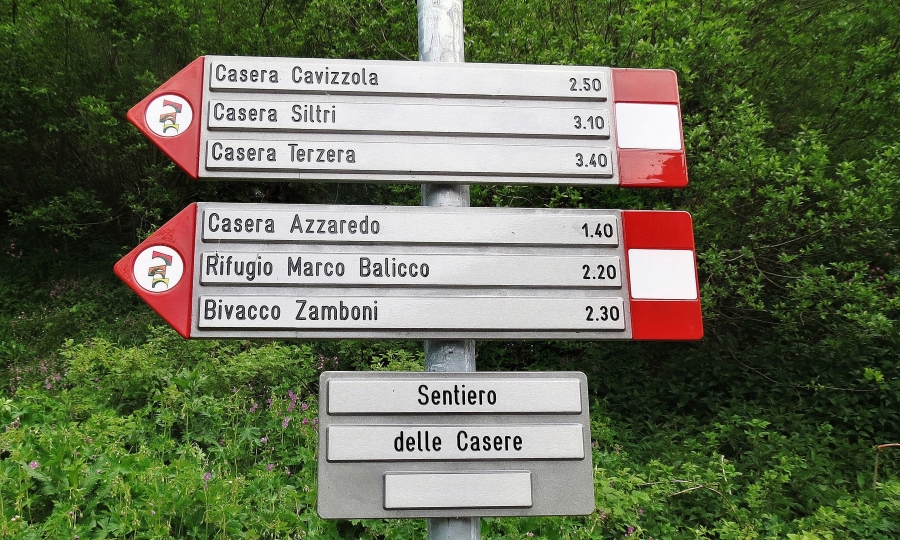 Casera Cavizzola 2.50
Casera Siltri 3.10
Casera Terzera 3.40
Casera Azzaredo 1.40
Rifugio Marco Balicco 2.20
Bivacco Zamboni 2.30
Sentiero
delle Casere